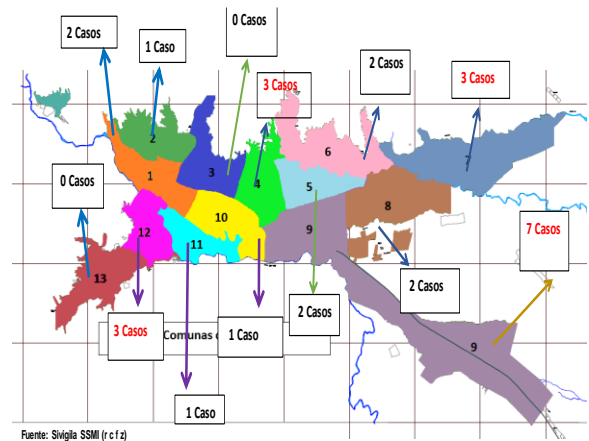 0 Casos
2 Casos
1 Caso
2 Casos
3 Casos
3 Casos
2
6
3
7
4
1
5
0 Casos
8
10
12
9
7 Casos
11
13
2 Casos
2 Casos
3 Casos
Comunas
1 Caso
9
1 Caso
Fuente: Sivigila SSMI (r c f z)